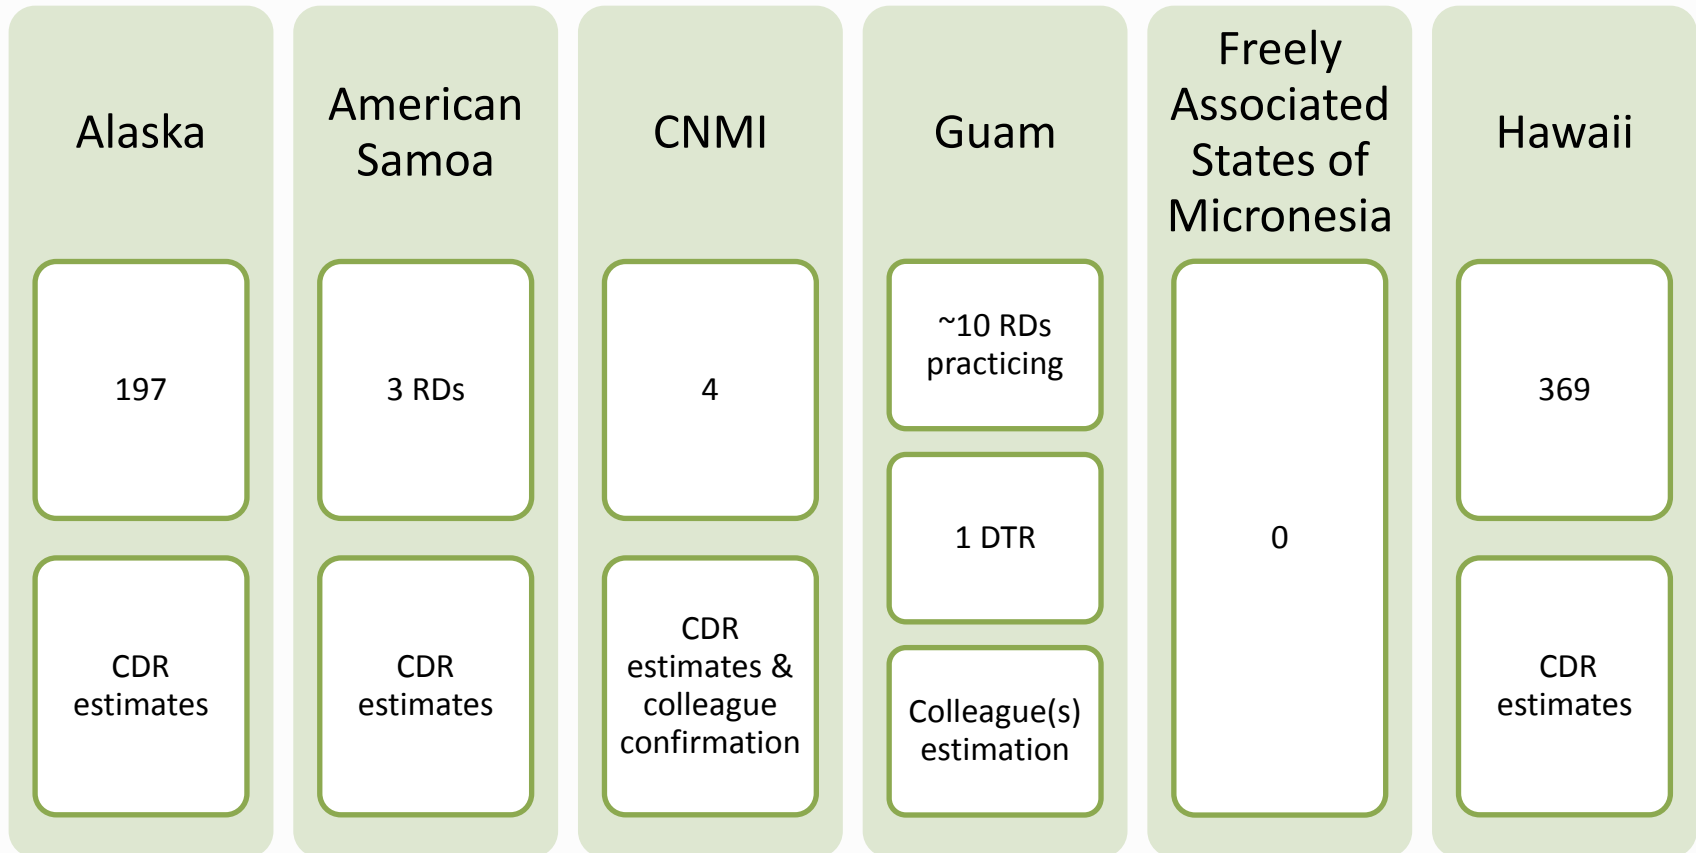 Alaska
197
CDR
estimates
American
Samoa
3 RDs
CDR
estimates
CNMI
4
CDR
estimates &
colleague
confirmation
Guam
~10 RDs
practicing
1 DTR
Colleague(s)
estimation
Freely
Associated
States of
Micronesia
0
Hawaii
369
CDR
estimates